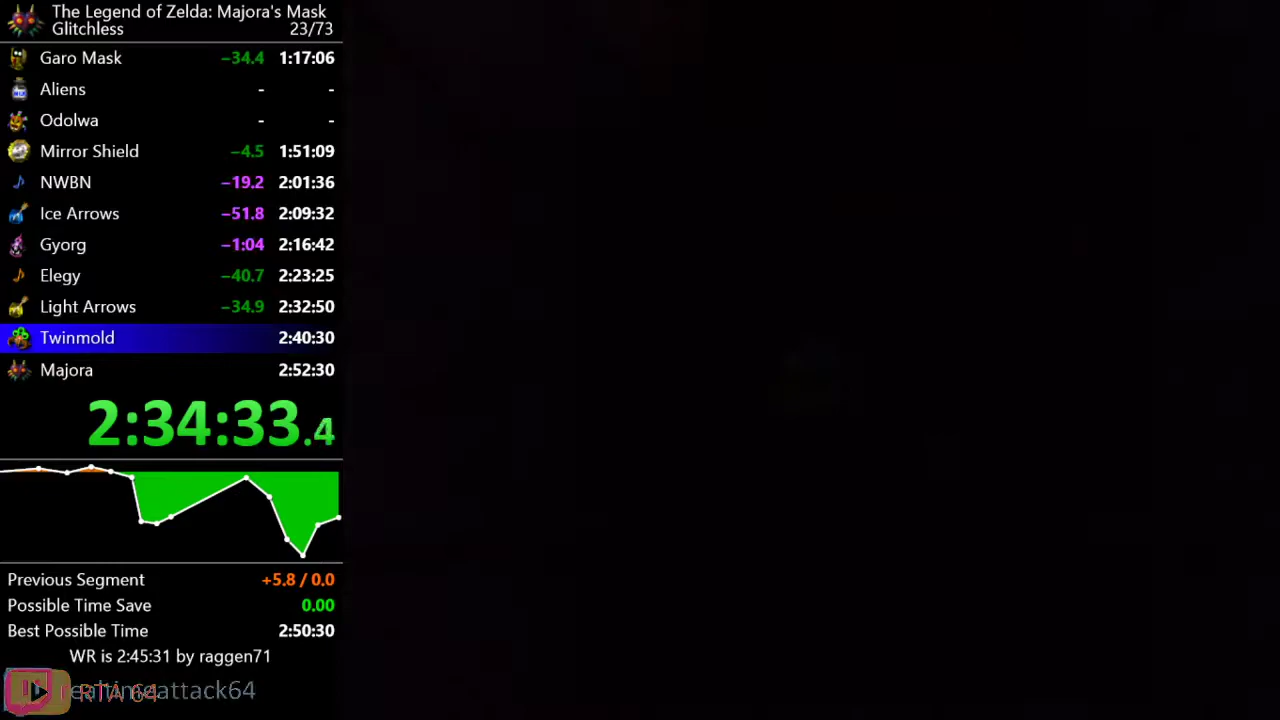 The Legend of Zelda: Majora's Mask
Glitchless 23/73
Garo Mask −34.4 1:17:06
Aliens - -
Odolwa - -
Mirror Shield −4.5 1:51:09
NWBN −19.2 2:01:36
Ice Arrows −51.8 2:09:32
Gyorg −1:04 2:16:42
Elegy −40.7 2:23:25
Light Arrows −34.9 2:32:50
Twinmold 2:40:30
Majora 2:52:30
2:34:33.4
Previous Segment +5.8 / 0.0
Possible Time Save 0.00
Best Possible Time 2:50:30
WR is 2:45:31 by raggen71